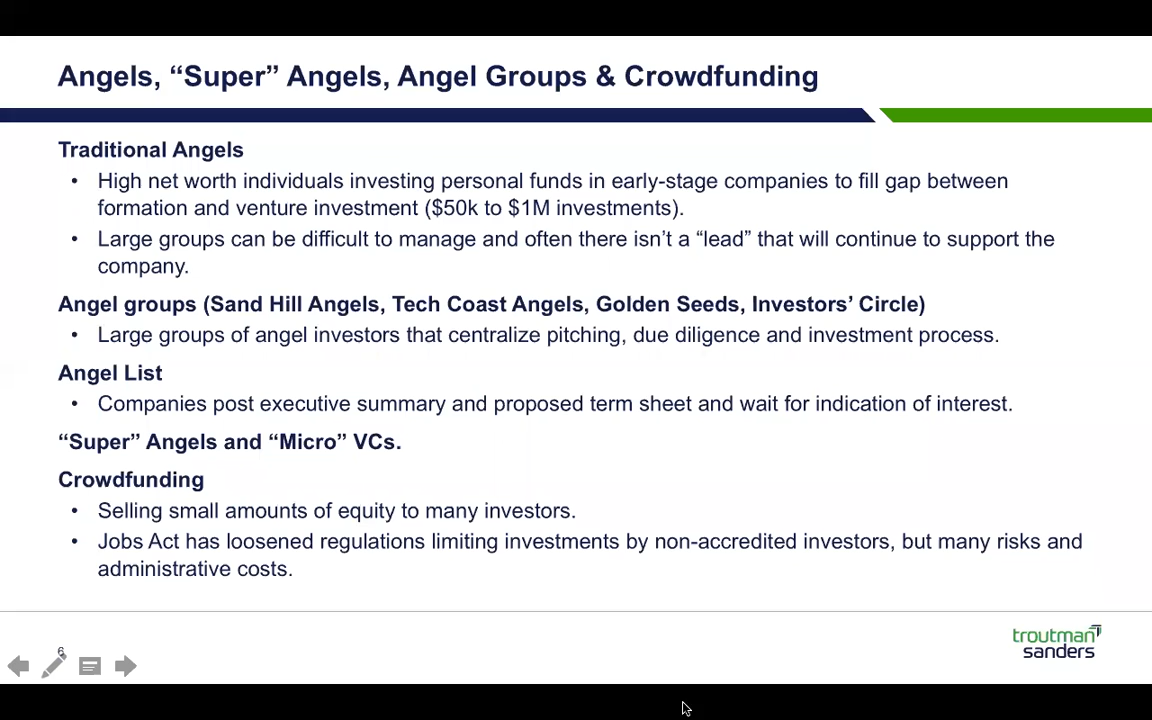 Angels, “Super” Angels, Angel Groups & Crowdfunding
Traditional Angels
• High net worth individuals investing personal funds in early-stage companies to fill gap between
formation and venture investment ($50k to $1M investments).
• Large groups can be difficult to manage and often there isn’t a “lead” that will continue to support the
company.
Angel groups (Sand Hill Angels, Tech Coast Angels, Golden Seeds, Investors’ Circle)
• Large groups of angel investors that centralize pitching, due diligence and investment process.
Angel List
• Companies post executive summary and proposed term sheet and wait for indication of interest.
“Super” Angels and “Micro” VCs.
Crowdfunding
• Selling small amounts of equity to many investors.
• Jobs Act has loosened regulations limiting investments by non-accredited investors, but many risks and
administrative costs.
6
troutman
sanders